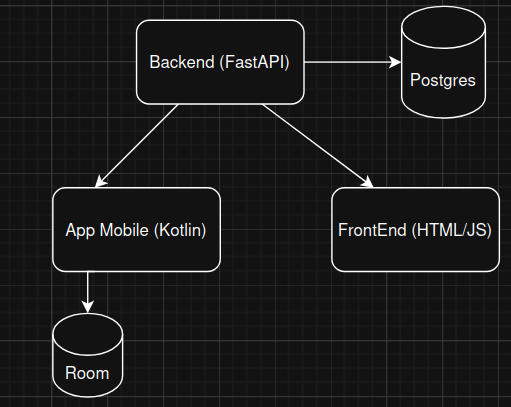 Backend (FastAPI)
Postgres
App Mobile (Kotlin)
FrontEnd (HTML/JS)
Room